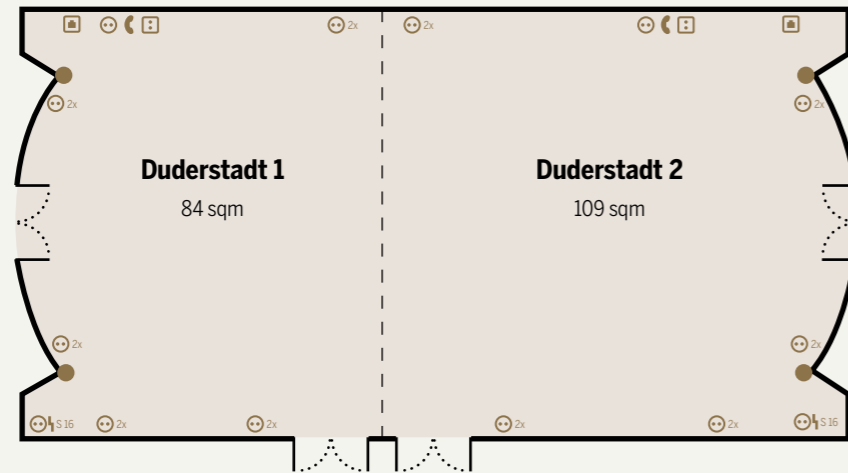 2x
2x
2x
2x
Duderstadt 1
Duderstadt 2
84 sqm
109 sqm
2x
2x
S 16
2x
2x
2x
2x
S 16